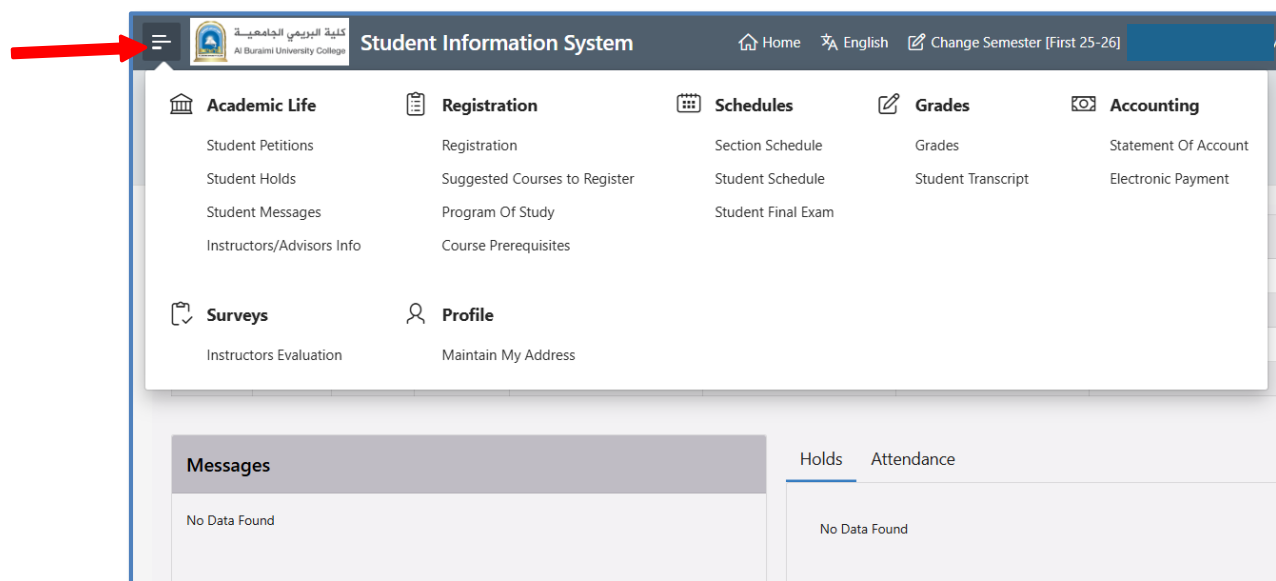 كلية البريمي الجامعيـــة
Al Buraimi University College
Student Information System
Home
English
Change Semester [First 25-26]
Academic Life
Student Petitions
Student Holds
Student Messages
Instructors/Advisors Info
Registration
Registration
Suggested Courses to Register
Program Of Study
Course Prerequisites
Schedules
Section Schedule
Student Schedule
Student Final Exam
Grades
Grades
Student Transcript
Accounting
Statement Of Account
Electronic Payment
Surveys
Instructors Evaluation
Profile
Maintain My Address
Messages
No Data Found
Holds
Attendance
No Data Found